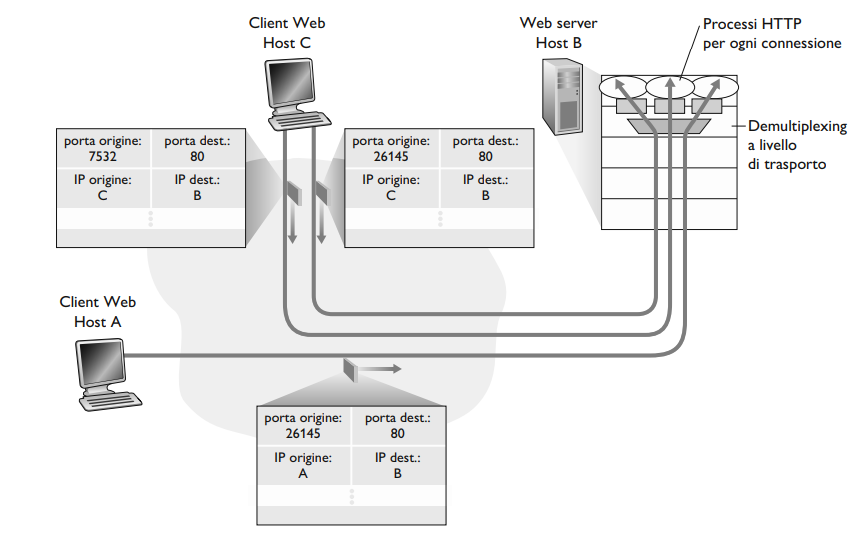 Client Web
Host C
Web server
Host B
Processi HTTP
per ogni connessione
Demultiplexing
a livello
di trasporto
porta origine:
7532
porta dest.:
80
IP origine:
C
IP dest.:
B
porta origine:
26145
porta dest.:
80
IP origine:
C
IP dest.:
B
Client Web
Host A
porta origine:
26145
porta dest.:
80
IP origine:
A
IP dest.:
B